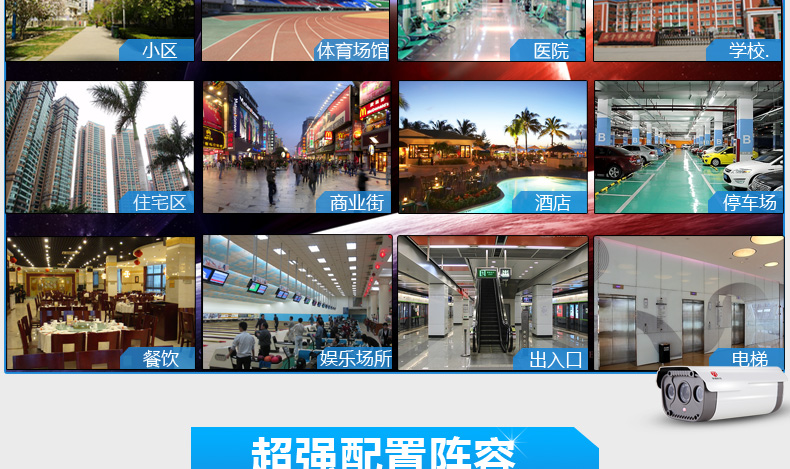 小区
体育场馆
医院
学校.
住宅区
商业街
酒店
停车场
餐饮
娱乐场所
出入口
电梯
超强配置阵容